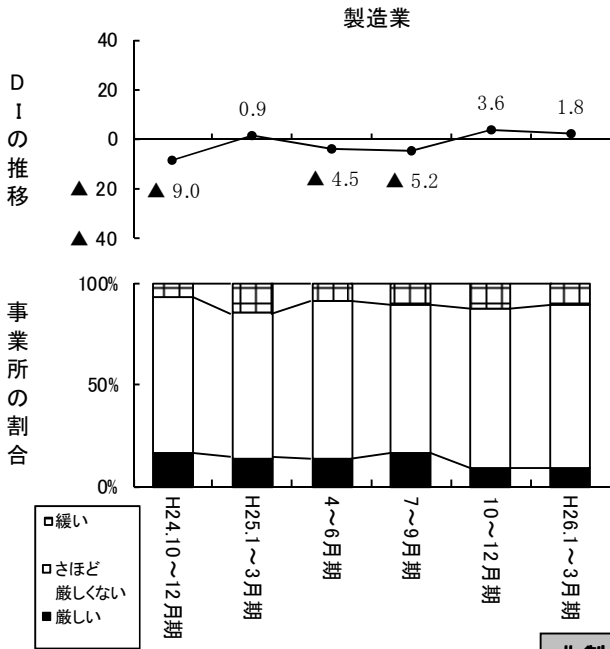 製造業
DIの推移
40
20
0
▲ 20
▲ 40
▲ 9.0
0.9
▲ 4.5
▲ 5.2
3.6
1.8
事業所の割合
100%
50%
0%
H24.10～12月期
H25.1～3月期
4～6月期
7～9月期
10～12月期
H26.1～3月期
緩い
さほど
厳しくない
厳しい